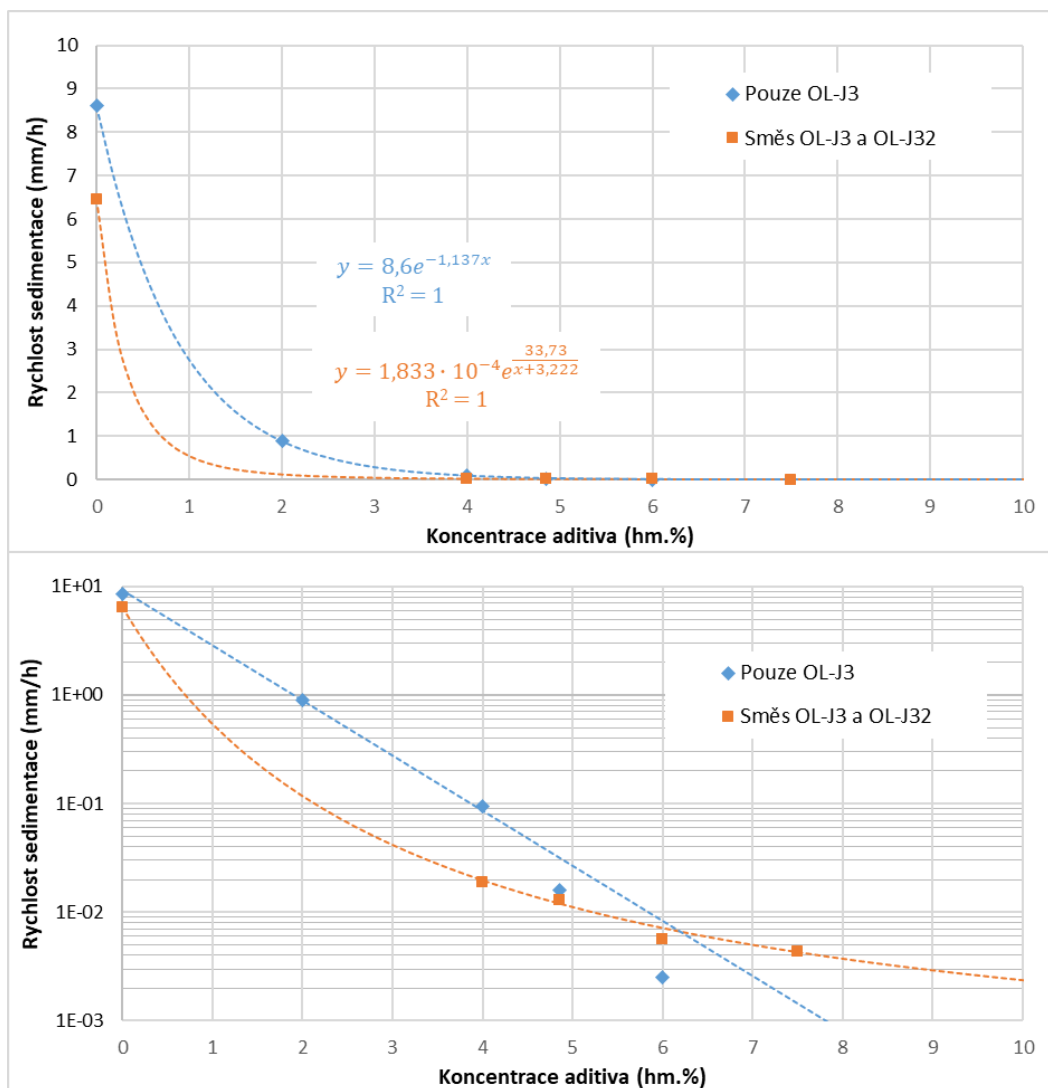 10
9
8
7
6
5
4
3
2
1
0
Rychlost sedimentace (mm/h)
Pouze OL-J3
Směs OL-J3 a OL-J32
y = 8,6e^{−1,137x}
R² = 1
y = 1,833 · 10^{−4}e^{\frac{33,73}{x+3,222}}
R² = 1
0 1 2 3 4 5 6 7 8 9 10
Koncentrace aditiva (hm.%)
1E+01
1E+00
1E-01
1E-02
1E-03
Rychlost sedimentace (mm/h)
Pouze OL-J3
Směs OL-J3 a OL-J32
0 1 2 3 4 5 6 7 8 9 10
Koncentrace aditiva (hm.%)